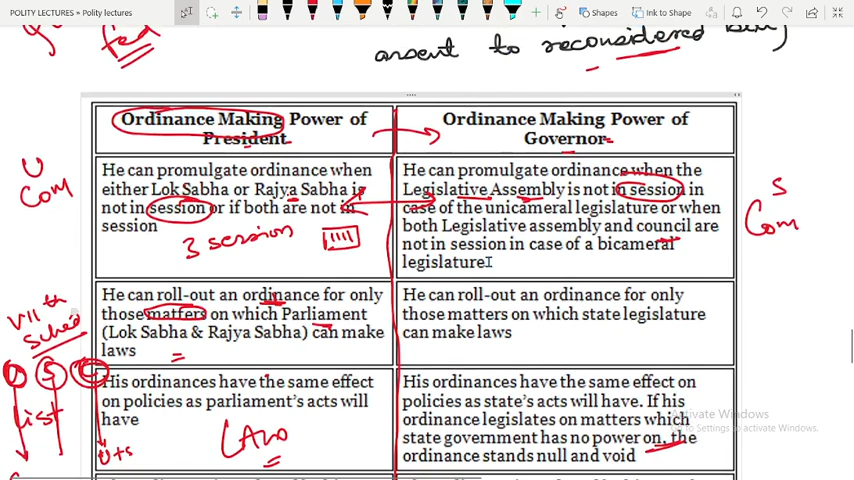 POLITY LECTURES » Polity lectures
Shapes
Ink to Shape
fed
assent to reconsidered Bill
Ordinance Making Power of
President
Ordinance Making Power of
Governor
He can promulgate ordinance when
either Lok Sabha or Rajya Sabha is
not in session or if both are not in
session
3 session
He can promulgate ordinance when the
Legislative Assembly is not in session in
case of the unicameral legislature or when
both Legislative assembly and council are
not in session in case of a bicameral
legislature
U
Com
S
Com
He can roll-out an ordinance for only
those matters on which Parliament
(Lok Sabha & Rajya Sabha) can make
laws
He can roll-out an ordinance for only
those matters on which state legislature
can make laws
VII th
Sched
U S C
list
U+S
His ordinances have the same effect
on policies as parliament's acts will
have
LAW
His ordinances have the same effect on
policies as state's acts will have. If his
ordinance legislates on matters which
state government has no power on, the
ordinance stands null and void
Activate Windows
Go to Settings to activate Windows.